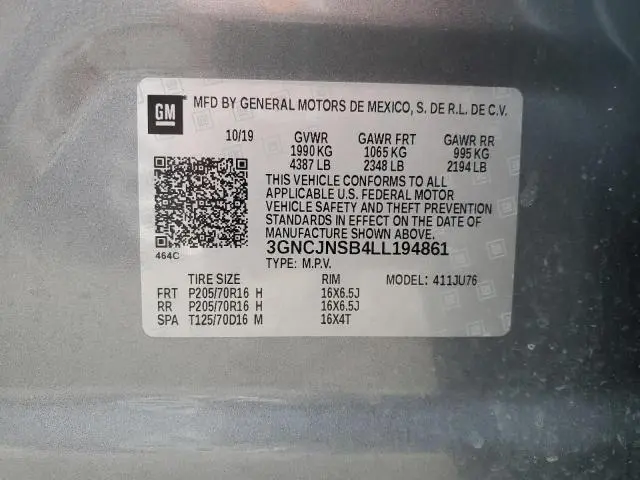 GM
MFD BY GENERAL MOTORS DE MEXICO, S. DE R.L. DE C.V.
10/19 GVWR GAWR FRT GAWR RR
1990 KG 1065 KG 995 KG
4387 LB 2348 LB 2194 LB
THIS VEHICLE CONFORMS TO ALL
APPLICABLE U.S. FEDERAL MOTOR
VEHICLE SAFETY AND THEFT PREVENTION
STANDARDS IN EFFECT ON THE DATE OF
MANUFACTURE SHOWN ABOVE.
3GNCJNSB4LL194861
464C
TYPE: M.P.V.
TIRE SIZE RIM MODEL: 411JU76
FRT P205/70R16 H 16X6.5J
RR P205/70R16 H 16X6.5J
SPA T125/70D16 M 16X4T